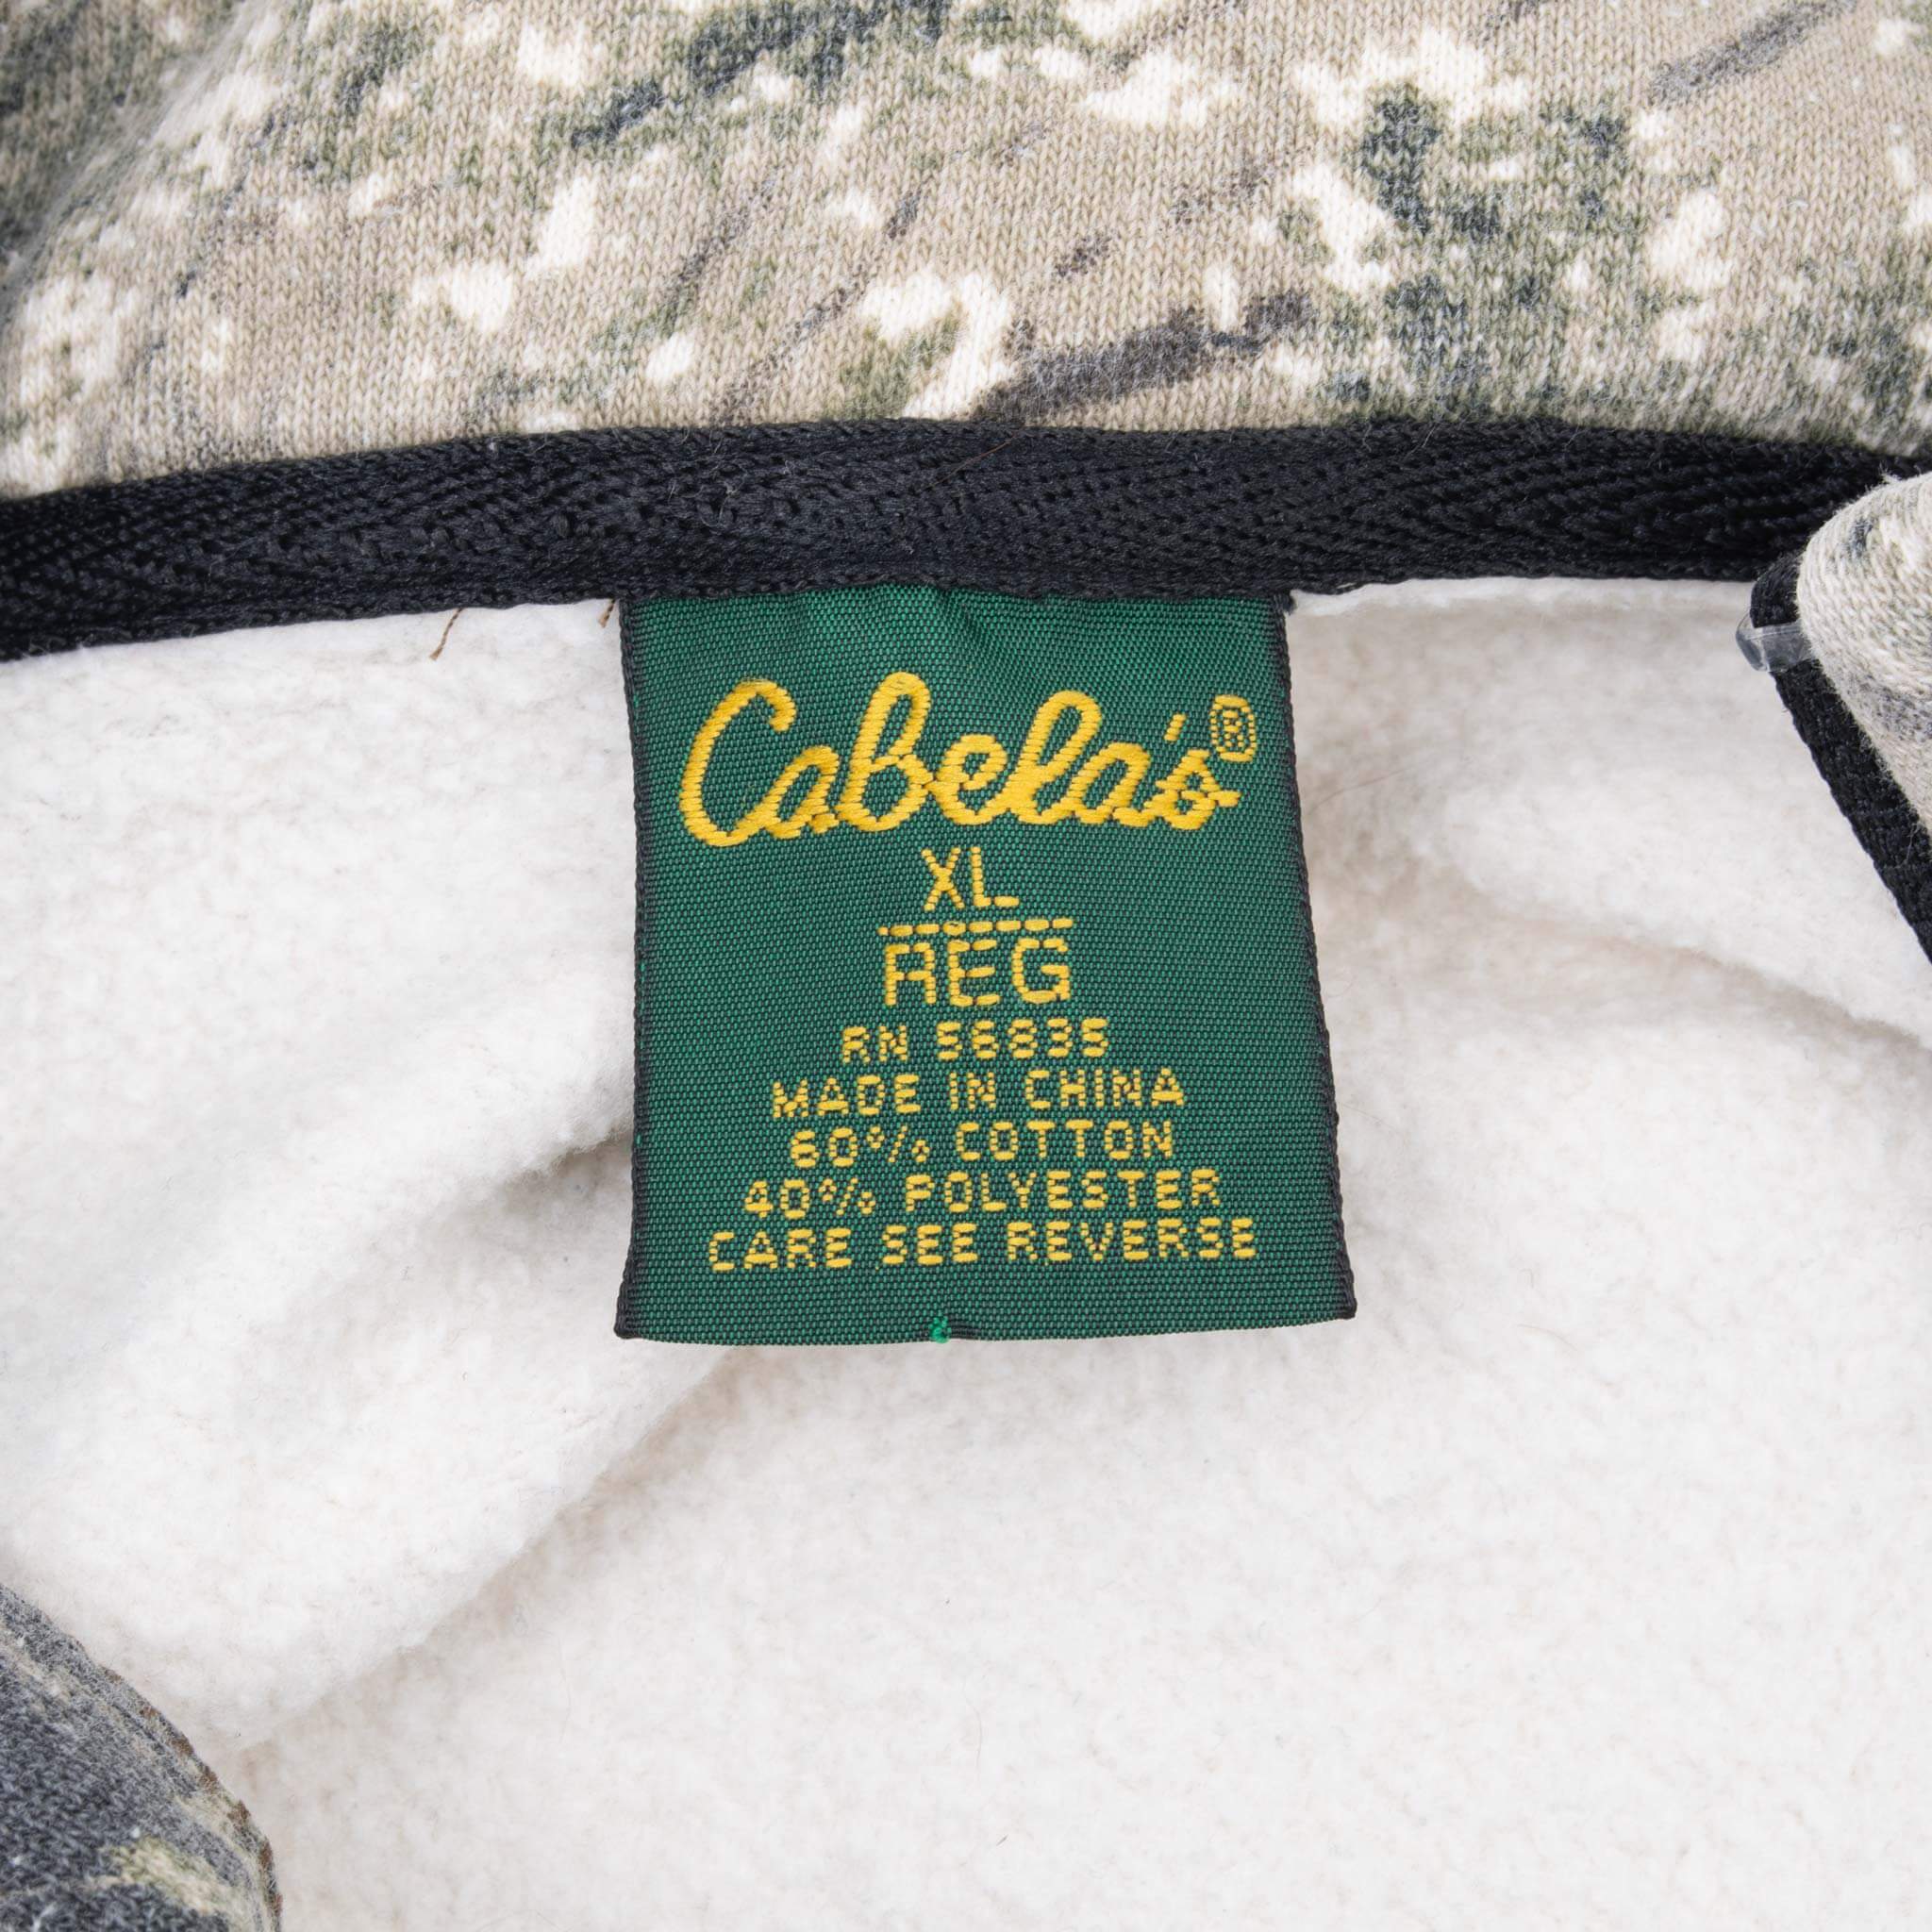 Cabela's®
XL
REG
RN 56835
MADE IN CHINA
60% COTTON
40% POLYESTER
CARE SEE REVERSE